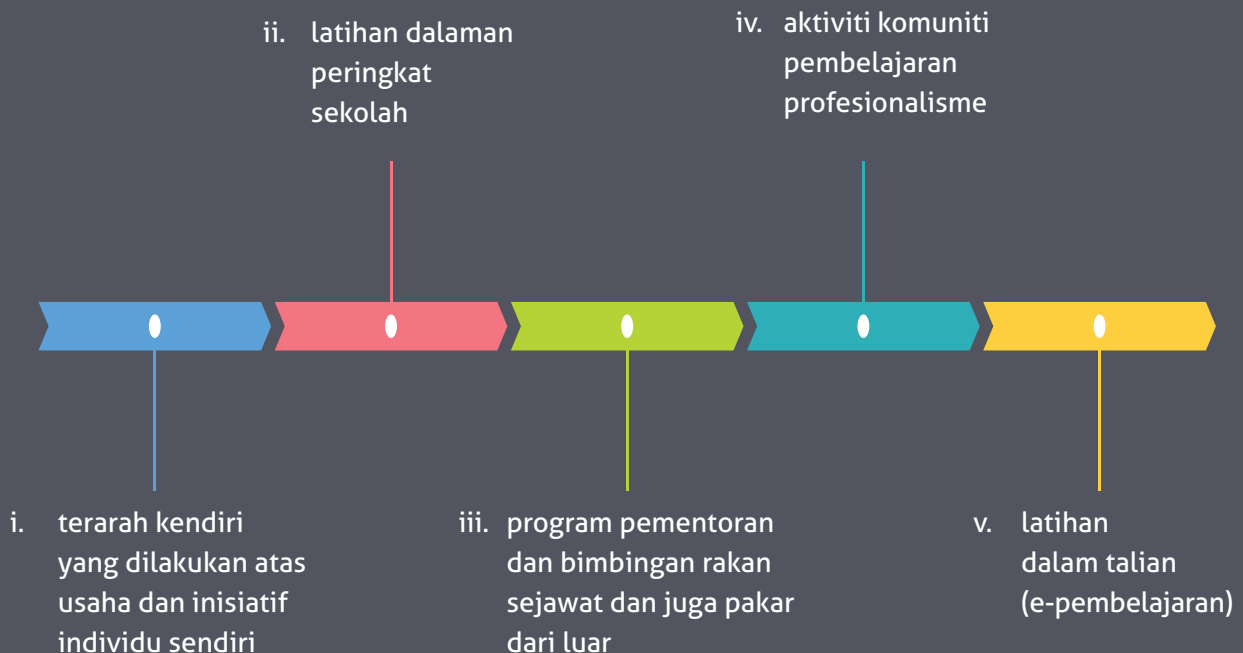 i. terarah kendiri
yang dilakukan atas
usaha dan inisiatif
individu sendiri
ii. latihan dalaman
peringkat
sekolah
iii. program pementoran
dan bimbingan rakan
sejawat dan juga pakar
dari luar
iv. aktiviti komuniti
pembelajaran
profesionalisme
v. latihan
dalam talian
(e-pembelajaran)